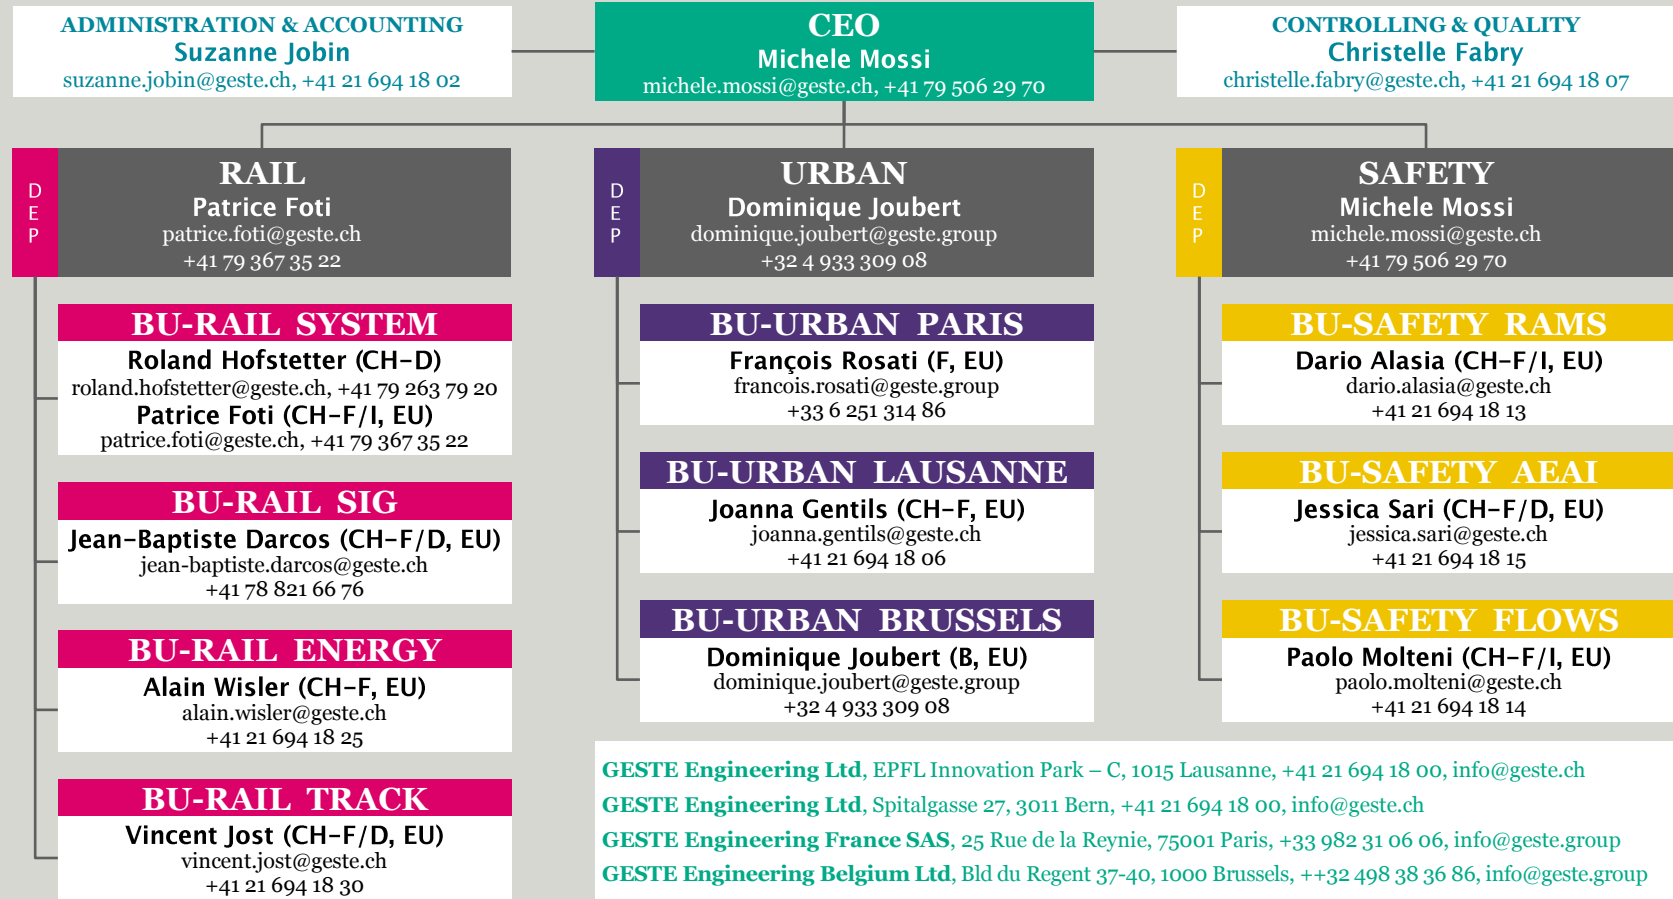 ADMINISTRATION & ACCOUNTING
Suzanne Jobin
suzanne.jobin@geste.ch, +41 21 694 18 02
CEO
Michele Mossi
michele.mossi@geste.ch, +41 79 506 29 70
CONTROLLING & QUALITY
Christelle Fabry
christelle.fabry@geste.ch, +41 21 694 18 07
DEP
RAIL
Patrice Foti
patrice.foti@geste.ch
+41 79 367 35 22
BU-RAIL SYSTEM
Roland Hofstetter (CH-D)
roland.hofstetter@geste.ch, +41 79 263 79 20
Patrice Foti (CH-F/I, EU)
patrice.foti@geste.ch, +41 79 367 35 22
BU-RAIL SIG
Jean-Baptiste Darcos (CH-F/D, EU)
jean-baptiste.darcos@geste.ch
+41 78 821 66 76
BU-RAIL ENERGY
Alain Wisler (CH-F, EU)
alain.wisler@geste.ch
+41 21 694 18 25
BU-RAIL TRACK
Vincent Jost (CH-F/D, EU)
vincent.jost@geste.ch
+41 21 694 18 30
DEP
URBAN
Dominique Joubert
dominique.joubert@geste.group
+32 4 933 309 08
BU-URBAN PARIS
François Rosati (F, EU)
francois.rosati@geste.group
+33 6 251 314 86
BU-URBAN LAUSANNE
Joanna Gentils (CH-F, EU)
joanna.gentils@geste.ch
+41 21 694 18 06
BU-URBAN BRUSSELS
Dominique Joubert (B, EU)
dominique.joubert@geste.group
+32 4 933 309 08
DEP
SAFETY
Michele Mossi
michele.mossi@geste.ch
+41 79 506 29 70
BU-SAFETY RAMS
Dario Alasia (CH-F/I, EU)
dario.alasia@geste.ch
+41 21 694 18 13
BU-SAFETY AEAI
Jessica Sari (CH-F/D, EU)
jessica.sari@geste.ch
+41 21 694 18 15
BU-SAFETY FLOWS
Paolo Molteni (CH-F/I, EU)
paolo.molteni@geste.ch
+41 21 694 18 14
GESTE Engineering Ltd, EPFL Innovation Park – C, 1015 Lausanne, +41 21 694 18 00, info@geste.ch
GESTE Engineering Ltd, Spitalgasse 27, 3011 Bern, +41 21 694 18 00, info@geste.ch
GESTE Engineering France SAS, 25 Rue de la Reynie, 75001 Paris, +33 982 31 06 06, info@geste.group
GESTE Engineering Belgium Ltd, Bld du Regent 37-40, 1000 Brussels, ++32 498 38 36 86, info@geste.group